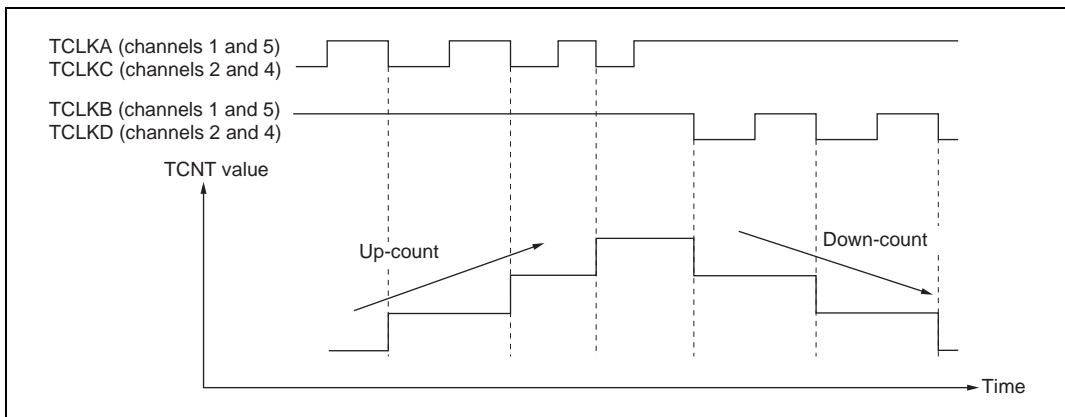 TCLKA (channels 1 and 5)
TCLKC (channels 2 and 4)
TCLKB (channels 1 and 5)
TCLKD (channels 2 and 4)
TCNT value
Up-count
Down-count
Time